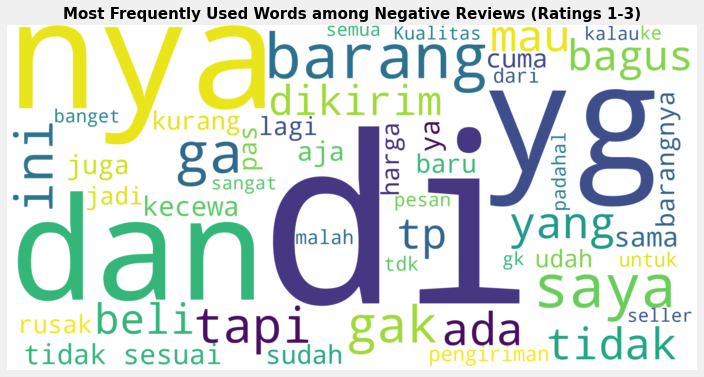 Most Frequently Used Words among Negative Reviews (Ratings 1-3)
nya
barang
semua
Kualitas
mau
kalau
ke
cuma
dari
bagus
banget
kurang
dikirim
lagi
yg
ini
ga
pas
aja
harga
ya
baru
padahal
barangnya
juga
jadi
sangat
kecewa
pesan
dan
di
malah
tp
tdk
yang
sama
gk
udah
untuk
saya
rusak
beli
tapi
gak
ada
seller
tidak
tidak sesuai
sudah
pengiriman